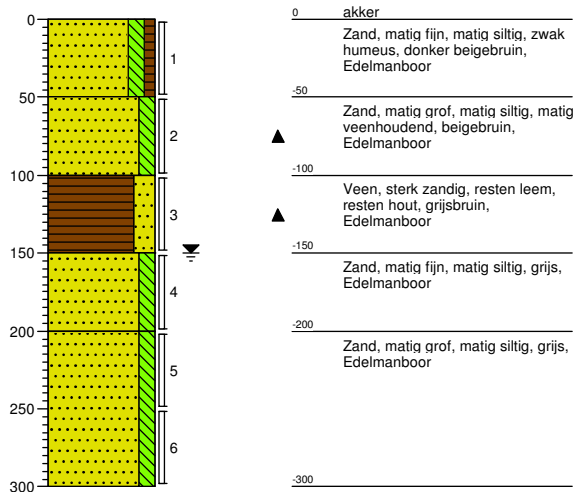 0
50
100
150
200
250
300
1
2
3
4
5
6
0
akker
Zand, matig fijn, matig siltig, zwak
humeus, donker beigebruin,
Edelmanboor
-50
Zand, matig grof, matig siltig, matig
veenhoudend, beigebruin,
Edelmanboor
-100
Veen, sterk zandig, resten leem,
resten hout, grijsbruin,
Edelmanboor
-150
Zand, matig fijn, matig siltig, grijs,
Edelmanboor
-200
Zand, matig grof, matig siltig, grijs,
Edelmanboor
-300